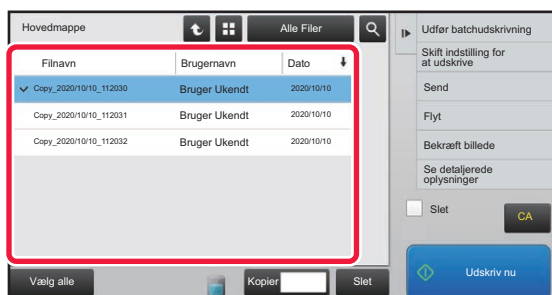 Hovedmappe
Alle Filer
Filnavn Brugernavn Dato
Copy_2020/10/10_112030 Bruger Ukendt 2020/10/10
Copy_2020/10/10_112031 Bruger Ukendt 2020/10/10
Copy_2020/10/10_112032 Bruger Ukendt 2020/10/10
Vælg alle
Kopier
Slet
Udfør batchudskrivning
Skift indstilling for
at udskrive
Send
Flyt
Bekræft billede
Se detaljerede
oplysninger
Slet
CA
Udskriv nu